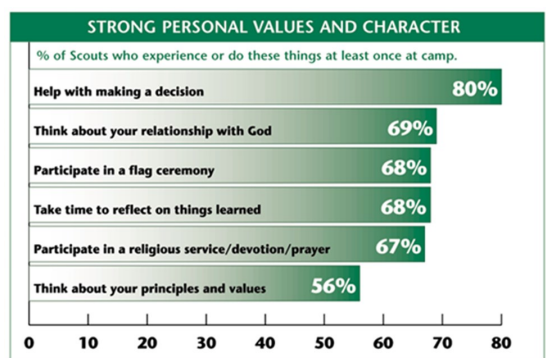 STRONG PERSONAL VALUES AND CHARACTER
% of Scouts who experience or do these things at least once at camp.
Help with making a decision 80%
Think about your relationship with God 69%
Participate in a flag ceremony 68%
Take time to reflect on things learned 68%
Participate in a religious service/devotion/prayer 67%
Think about your principles and values 56%
0 10 20 30 40 50 60 70 80